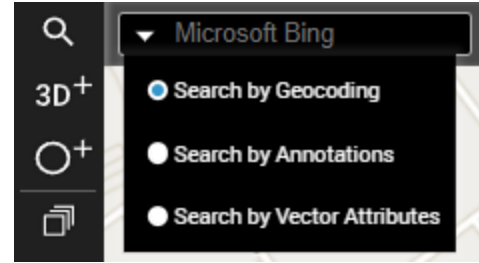 Microsoft Bing
3D+
Search by Geocoding
Search by Annotations
Search by Vector Attributes